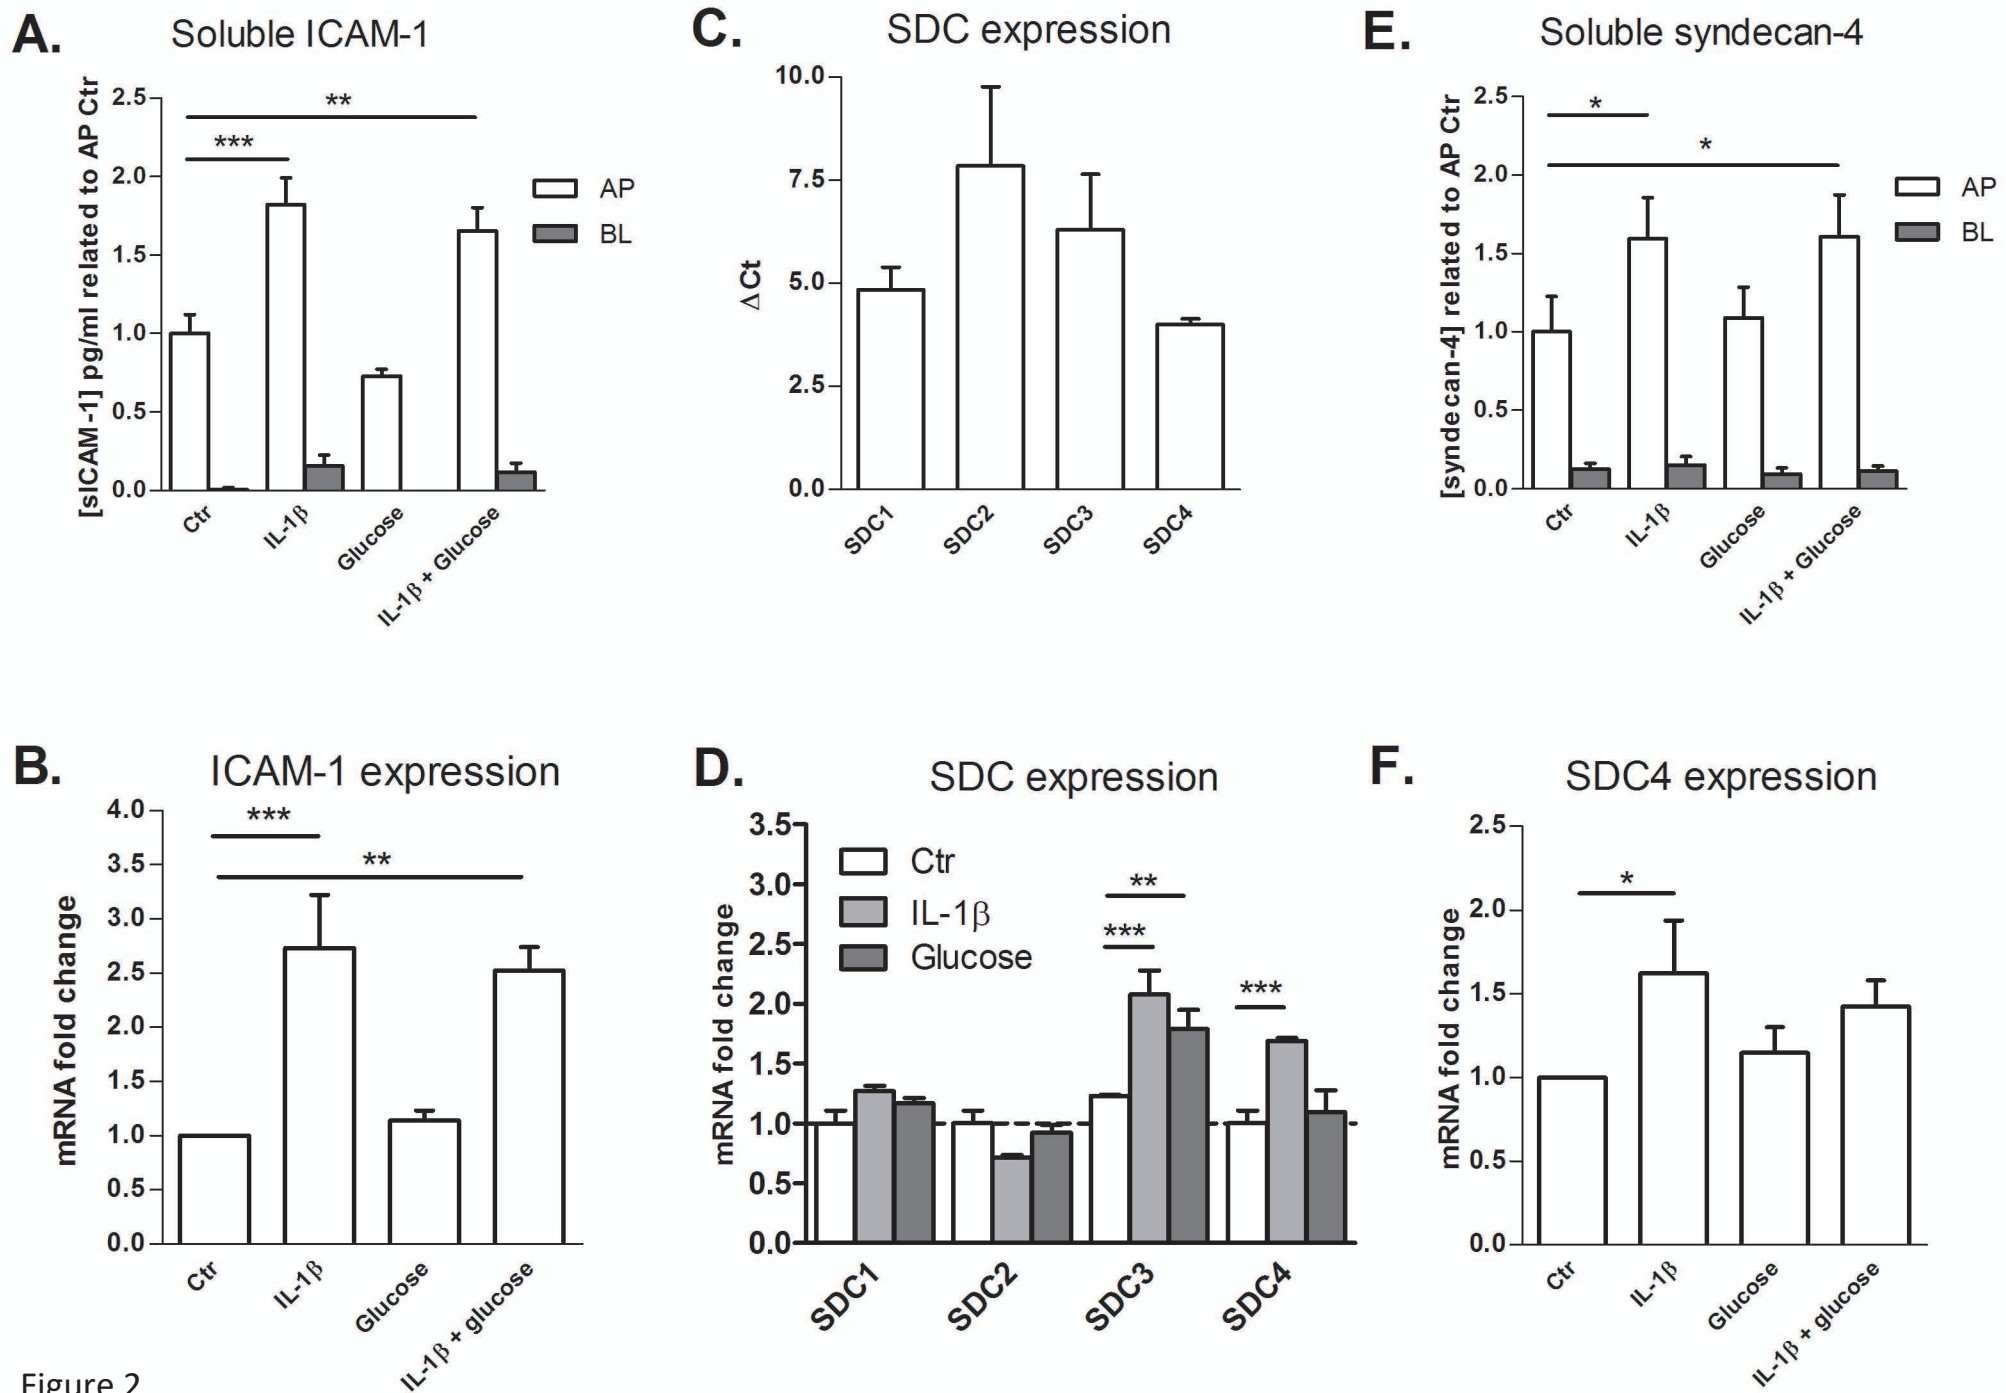 A.
Soluble ICAM-1
[sICAM-1] pg/ml related to AP Ctr
2.5
2.0
1.5
1.0
0.5
0.0
**
***
AP
BL
Ctr
IL-1β
Glucose
IL-1β + Glucose
C.
SDC expression
ΔCt
10.0
7.5
5.0
2.5
0.0
SDC1
SDC2
SDC3
SDC4
E.
Soluble syndecan-4
[syndecan-4] related to AP Ctr
2.5
2.0
1.5
1.0
0.5
0.0
*
*
AP
BL
Ctr
IL-1β
Glucose
IL-1β + Glucose
B.
ICAM-1 expression
mRNA fold change
4.0
3.5
3.0
2.5
2.0
1.5
1.0
0.5
0.0
***
**
Ctr
IL-1β
Glucose
IL-1β + glucose
D.
SDC expression
mRNA fold change
3.5
3.0
2.5
2.0
1.5
1.0
0.5
0.0
Ctr
IL-1β
Glucose
**
***
***
SDC1
SDC2
SDC3
SDC4
F.
SDC4 expression
mRNA fold change
2.5
2.0
1.5
1.0
0.5
0.0
*
Ctr
IL-1β
Glucose
IL-1β + glucose
Figure 2